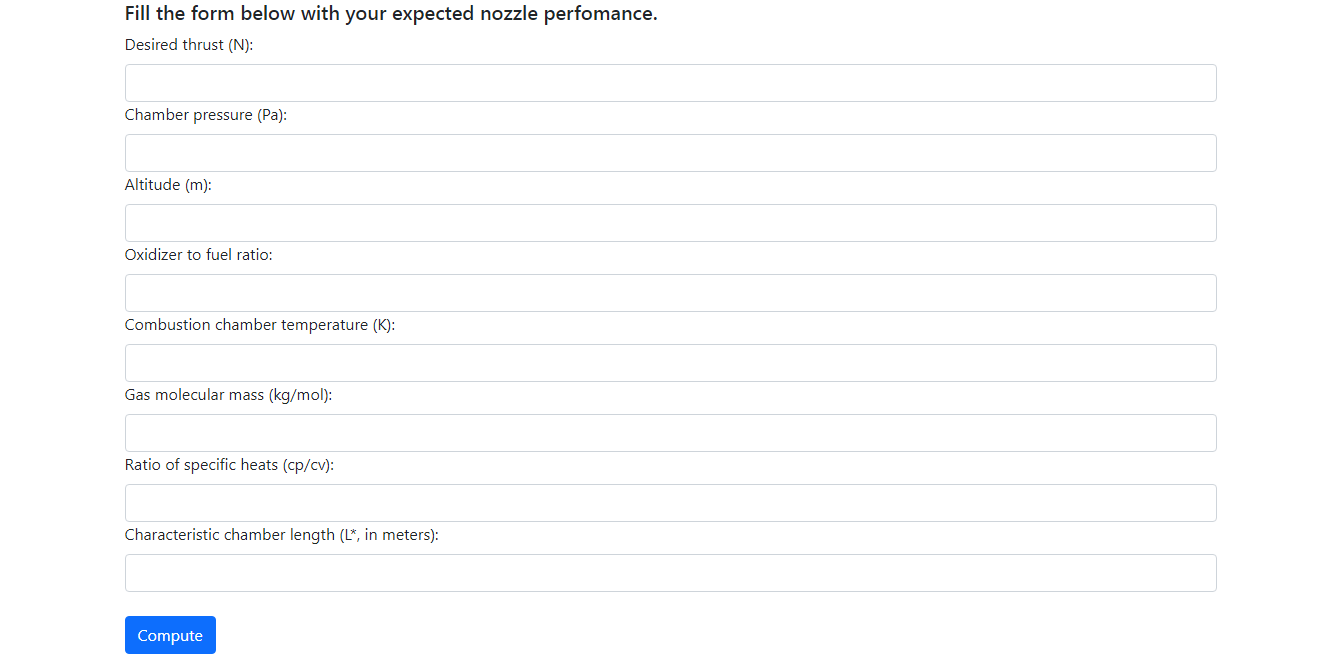 Fill the form below with your expected nozzle perfomance.
Desired thrust (N):
Chamber pressure (Pa):
Altitude (m):
Oxidizer to fuel ratio:
Combustion chamber temperature (K):
Gas molecular mass (kg/mol):
Ratio of specific heats (cp/cv):
Characteristic chamber length (L*, in meters):
Compute